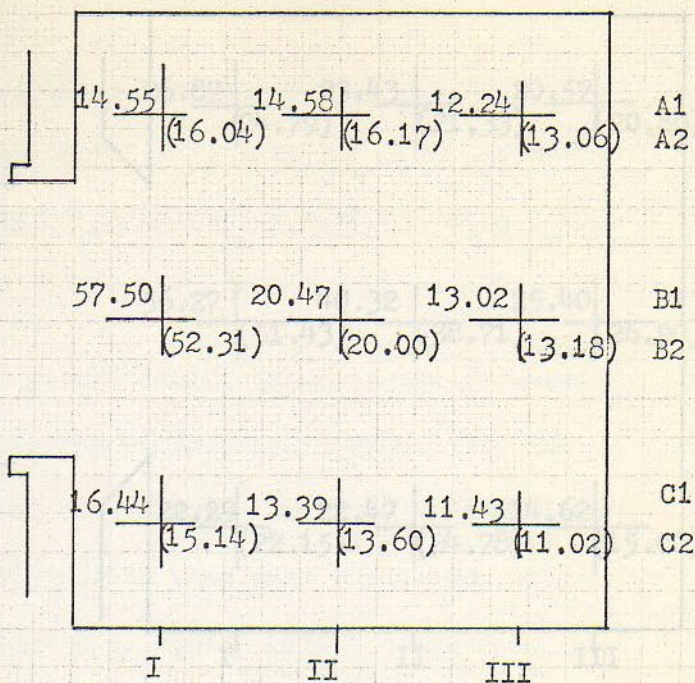 14.55 14.58 12.24 A1
(16.04) (16.17) (13.06) A2
57.50 20.47 13.02 B1
(52.31) (20.00) (13.18) B2
16.44 13.39 11.43 C1
(15.14) (13.60) (11.02) C2
I II III